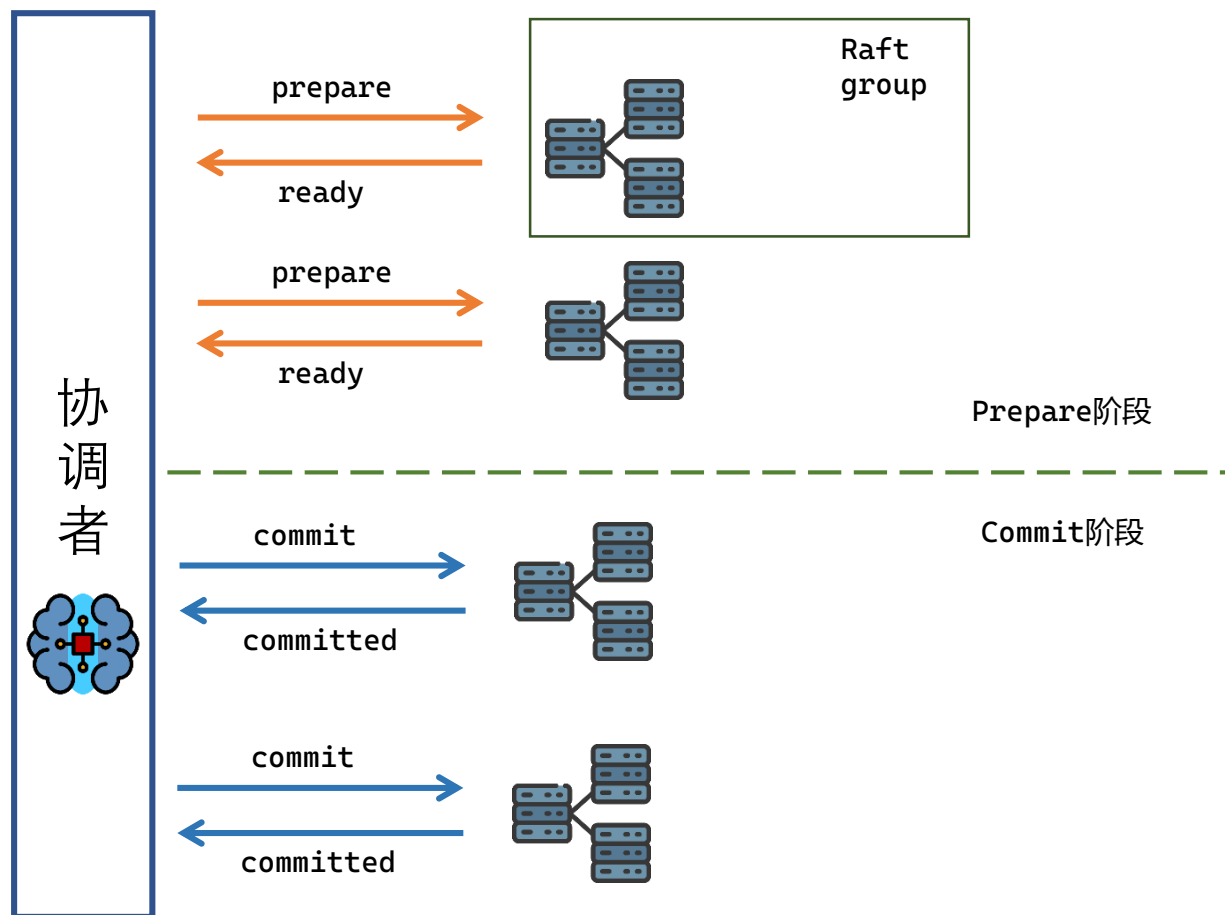 Raft
group
prepare
ready
prepare
ready
Prepare阶段
协
调
者
Commit阶段
commit
committed
commit
committed